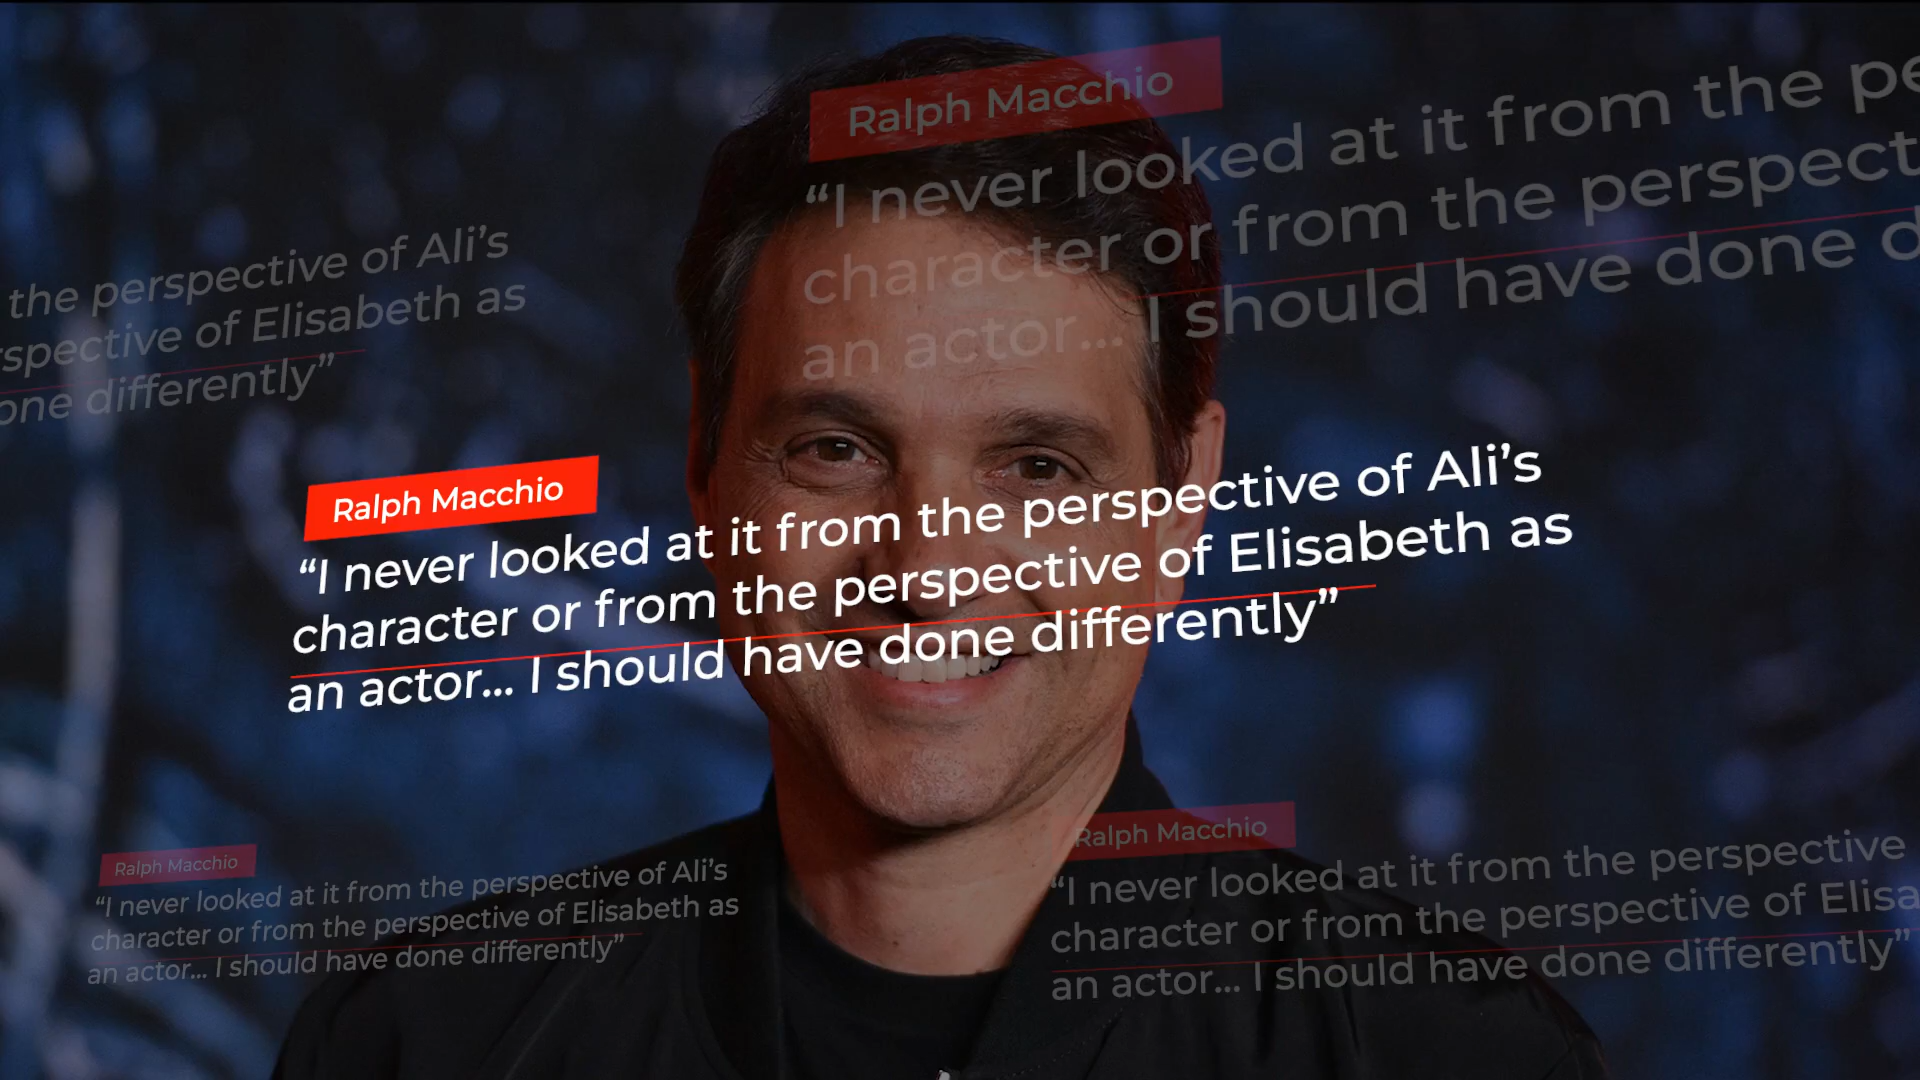 Ralph Macchio
“I never looked at it from the pe
character or from the perspect
an actor... I should have done d
the perspective of Ali’s
spective of Elisabeth as
one differently”
Ralph Macchio
“I never looked at it from the perspective of Ali’s
character or from the perspective of Elisabeth as
an actor... I should have done differently”
Ralph Macchio
“I never looked at it from the perspective of Ali’s
character or from the perspective of Elisabeth as
an actor... I should have done differently”
Ralph Macchio
“I never looked at it from the perspective
character or from the perspective of Elisa
an actor... I should have done differently”